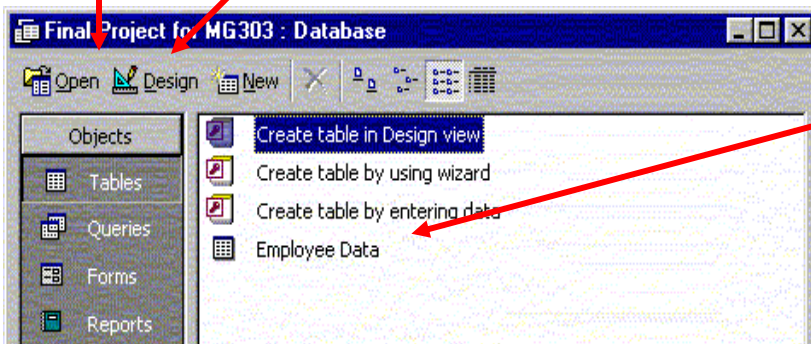 Final Project for MG303 : Database
Open Design New
Objects
Tables
Queries
Forms
Reports
Create table in Design view
Create table by using wizard
Create table by entering data
Employee Data